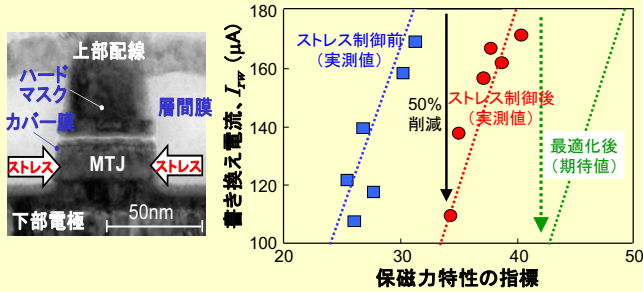 上部配線
ハード
マスク
層間膜
カバー膜
ストレス
MTJ
ストレス
下部電極
50nm
書き換え電流、Irw (μA)
180
160
140
120
100
20
30
40
50
保磁力特性の指標
ストレス制御前
(実測値)
50%
削減
ストレス制御後
(実測値)
最適化後
(期待値)